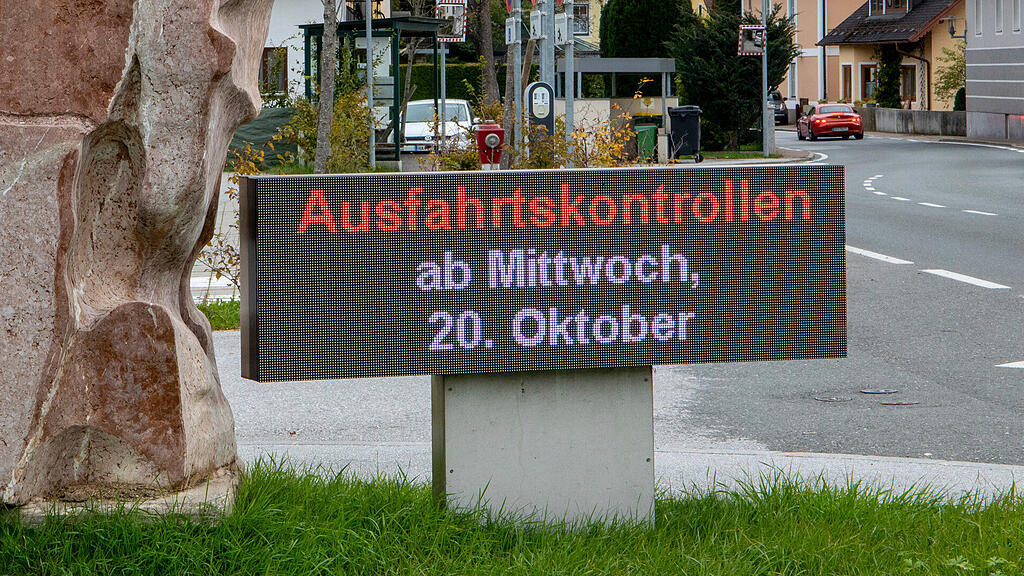 Ausfahrtskontrollen
ab Mittwoch,
20. Oktober